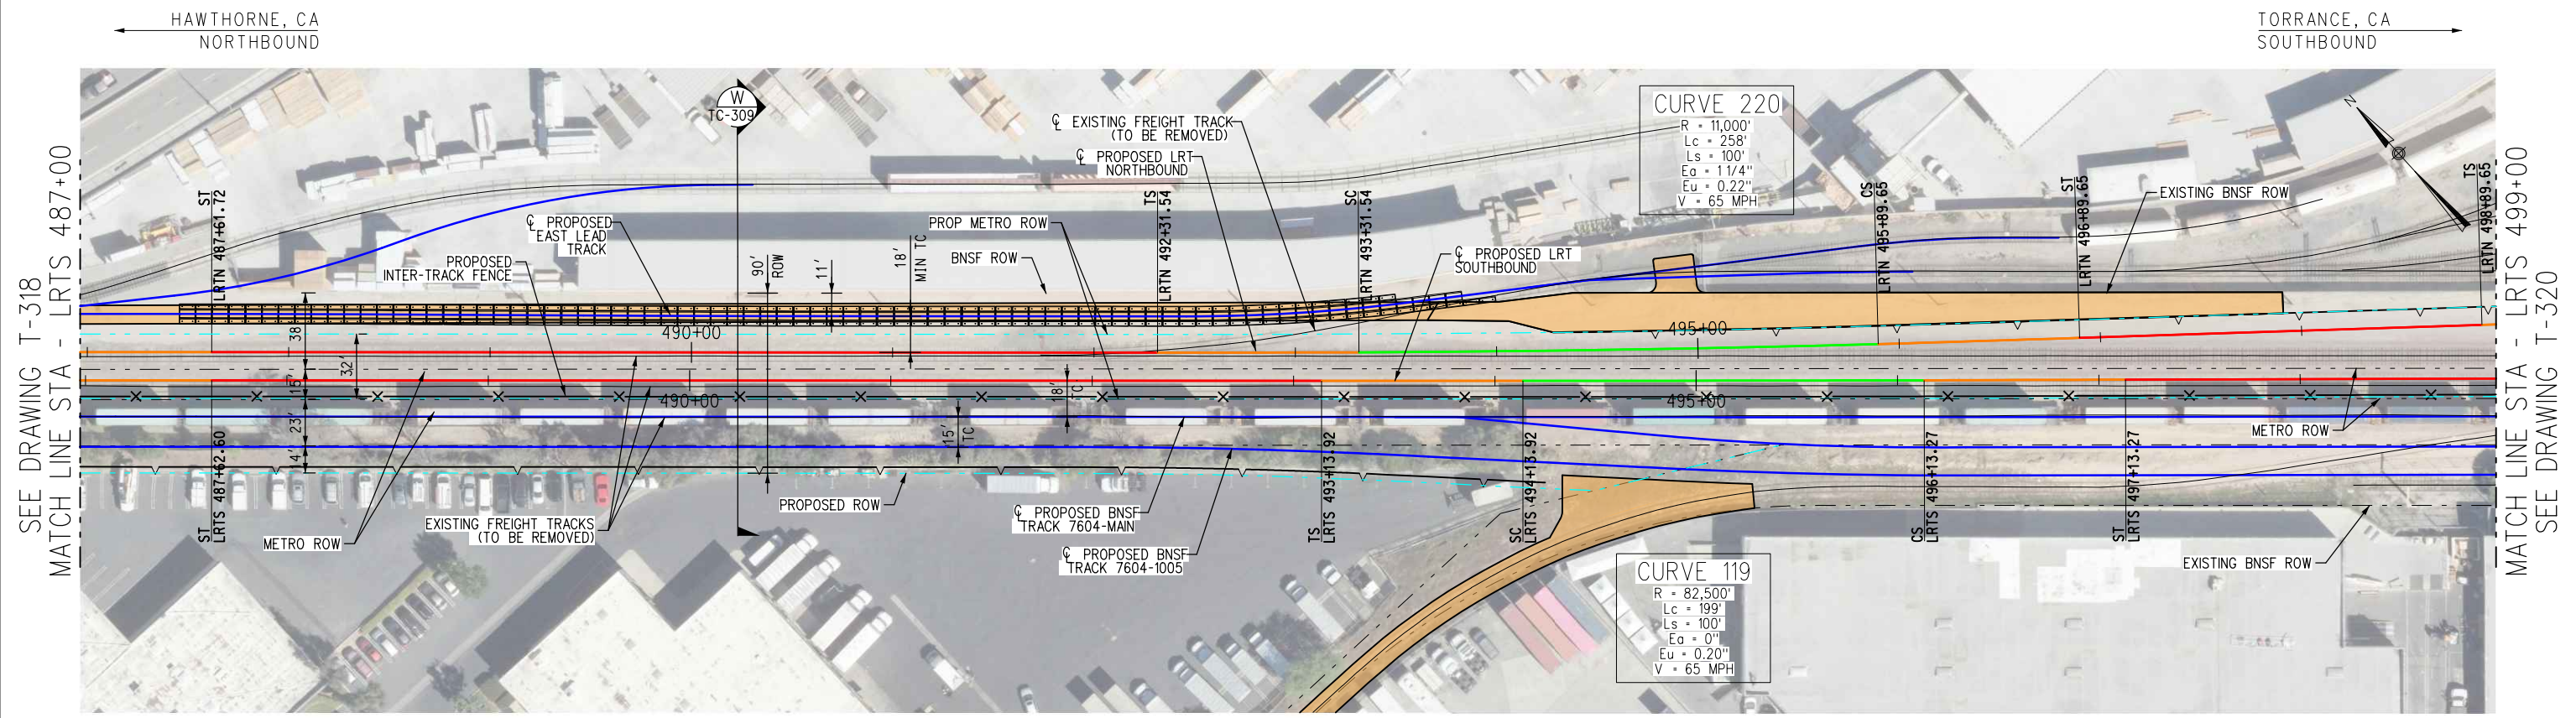 HAWTHORNE, CA
NORTHBOUND
TORRANCE, CA
SOUTHBOUND
SEE DRAWING T-318
MATCH LINE STA - LRTS 487+00
W
TC-309
CURVE 220
R = 11,000'
Lc = 258'
Ls = 100'
Ea = 1 1/4"
Eu = 0.22"
V = 65 MPH
N
℄ EXISTING FREIGHT TRACK
(TO BE REMOVED)
℄ PROPOSED LRT
NORTHBOUND
ST
LRTN 487+61.72
TS
LRTN 492+31.54
SC
LRTN 493+31.54
CS
LRTN 495+89.65
ST
LRTN 496+89.65
TS
LRTN 498+89.65
EXISTING BNSF ROW
℄ PROPOSED
EAST LEAD
TRACK
PROP METRO ROW
BNSF ROW
PROPOSED
INTER-TRACK FENCE
℄ PROPOSED LRT
SOUTHBOUND
90'
ROW
11'
18'
MIN TC
38'
32'
15'
23'
14'
490+00
495+00
490+00
495+00
18'
TC
15'
TC
METRO ROW
ST
LRTS 487+62.60
TS
LRTS 493+13.92
SC
LRTS 494+13.92
CS
LRTS 496+13.27
ST
LRTS 497+13.27
PROPOSED ROW
℄ PROPOSED BNSF
TRACK 7604-MAIN
EXISTING FREIGHT TRACKS
(TO BE REMOVED)
METRO ROW
℄ PROPOSED BNSF
TRACK 7604-1005
EXISTING BNSF ROW
CURVE 119
R = 82,500'
Lc = 199'
Ls = 100'
Ea = 0"
Eu = 0.20"
V = 65 MPH
MATCH LINE STA - LRTS 499+00
SEE DRAWING T-320